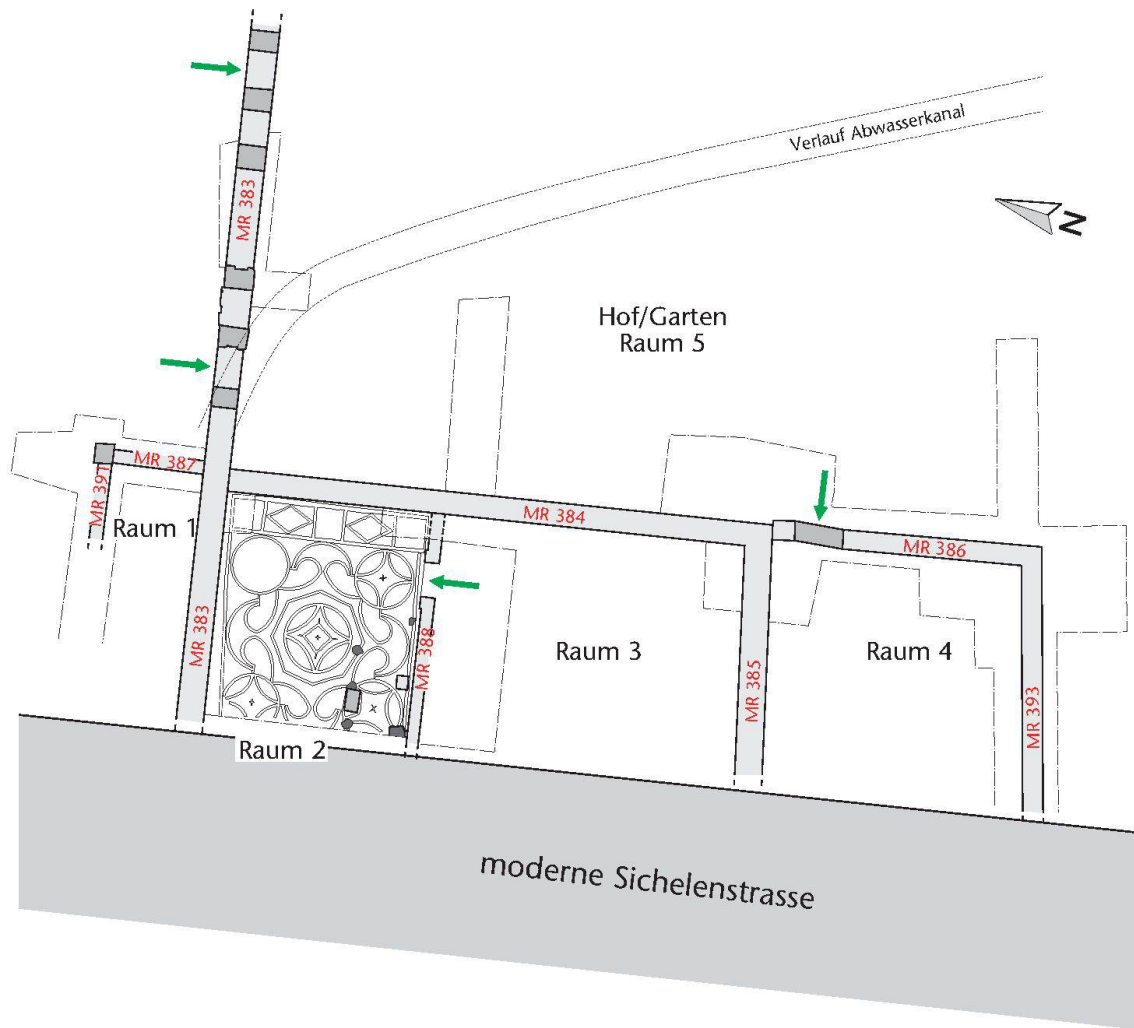 Verlauf Abwasserkanal
MR 383
N
Hof/Garten
Raum 5
MR 387
MR 391
Raum 1
MR 384
MR 386
MR 383
MR 388
Raum 3
MR 385
Raum 4
MR 393
Raum 2
moderne Sichelenstrasse